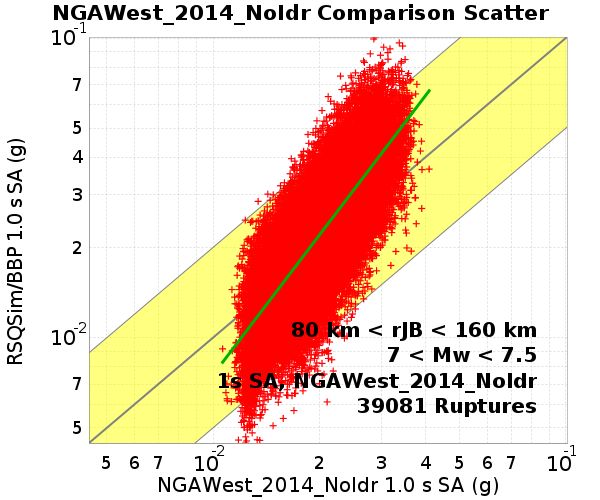 NGAWest_2014_NoIdr Comparison Scatter
RSQSim/BBP 1.0 s SA (g)
10-1
7
5
4
3
2
10-2
7
5
80 km < rJB < 160 km
7 < Mw < 7.5
1s SA, NGAWest_2014_NoIdr
39081 Ruptures
5 6 7 10-2 2 3 4 5 6 7 10-1
NGAWest_2014_NoIdr 1.0 s SA (g)